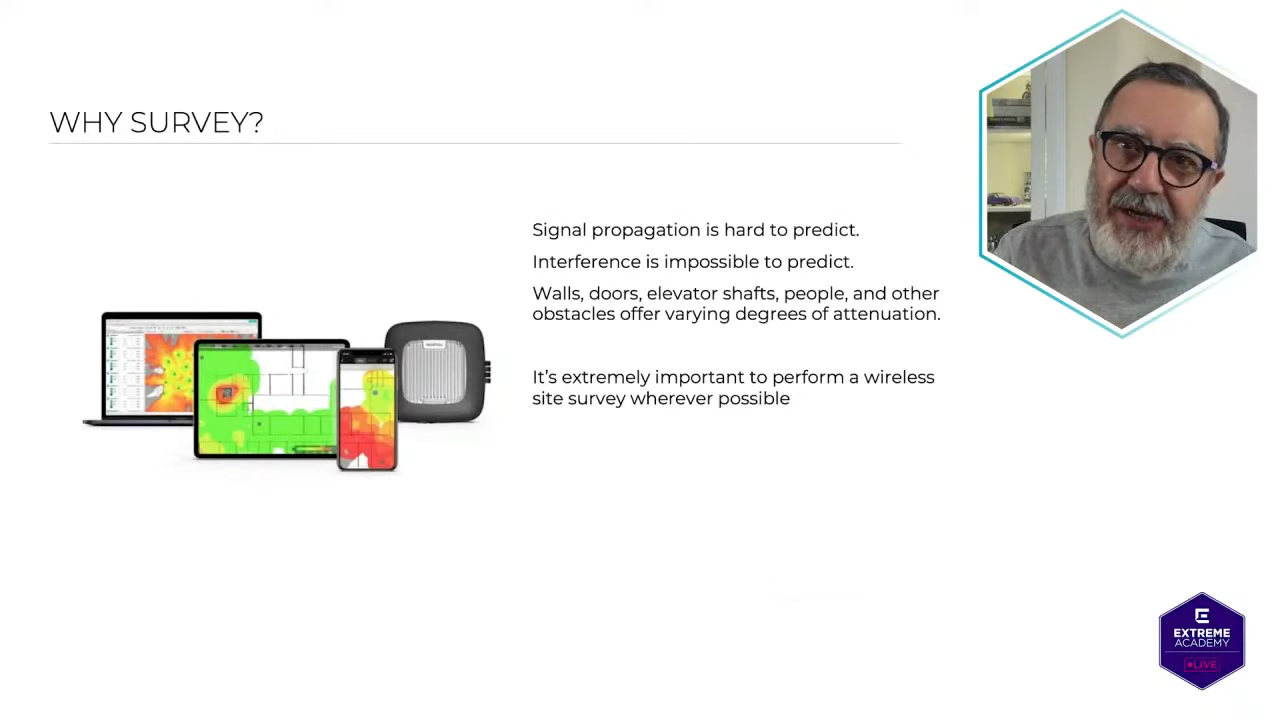 WHY SURVEY?
Signal propagation is hard to predict.
Interference is impossible to predict.
Walls, doors, elevator shafts, people, and other
obstacles offer varying degrees of attenuation.
It’s extremely important to perform a wireless
site survey wherever possible
EXTREME
ACADEMY
LIVE